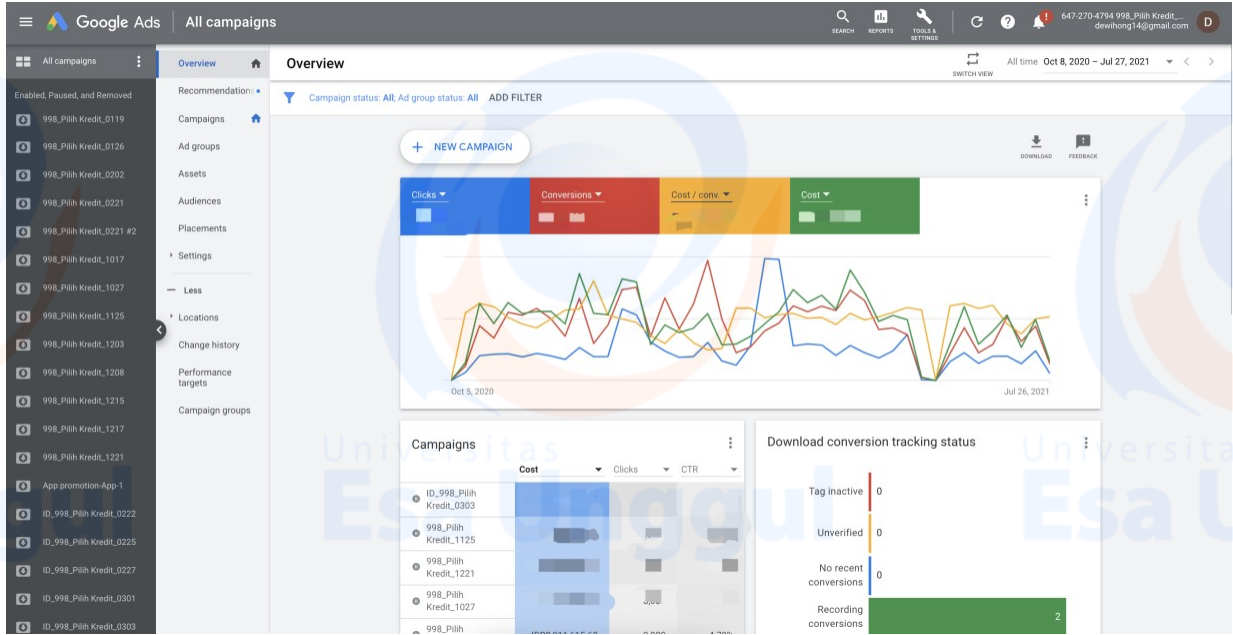 Google Ads
All campaigns
SEARCH
REPORTS
TOOLS &
SETTINGS
647-270-4794 998_Pilih Kredit_...
dewihong14@gmail.com
D
All campaigns
Enabled, Paused, and Removed
998_Pilih Kredit_0119
998_Pilih Kredit_0126
998_Pilih Kredit_0202
998_Pilih Kredit_0221
998_Pilih Kredit_0221 #2
998_Pilih Kredit_1017
998_Pilih Kredit_1027
998_Pilih Kredit_1125
998_Pilih Kredit_1203
998_Pilih Kredit_1208
998_Pilih Kredit_1215
998_Pilih Kredit_1217
998_Pilih Kredit_1221
App promotion-App-1
ID_998_Pilih Kredit_0222
ID_998_Pilih Kredit_0225
ID_998_Pilih Kredit_0227
ID_998_Pilih Kredit_0301
ID_998_Pilih Kredit_0303
Overview
Recommendations
Campaigns
Ad groups
Assets
Audiences
Placements
Settings
Less
Locations
Change history
Performance
targets
Campaign groups
Overview
SWITCH VIEW
All time Oct 8, 2020 – Jul 27, 2021
Campaign status: All; Ad group status: All ADD FILTER
+ NEW CAMPAIGN
DOWNLOAD
FEEDBACK
Clicks
Conversions
Cost / conv.
Cost
Oct 5, 2020
Jul 26, 2021
Campaigns
Cost
Clicks
CTR
ID_998_Pilih
Kredit_0303
998_Pilih
Kredit_1125
998_Pilih
Kredit_1221
998_Pilih
Kredit_1027
998_Pilih
Download conversion tracking status
Tag inactive 0
Unverified 0
No recent
conversions 0
Recording
conversions 2
Universitas
Esa Unggul
Universita
Esa U